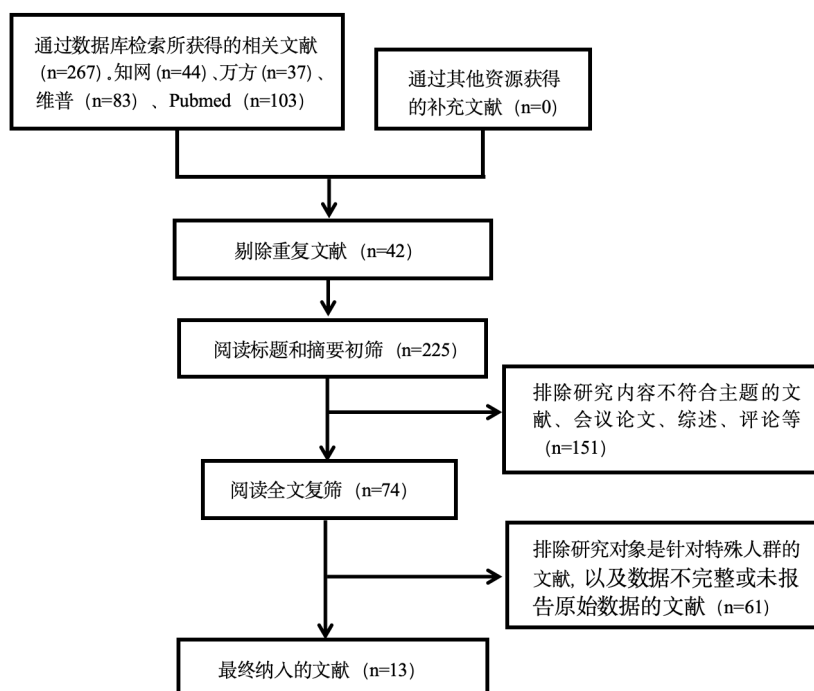 通过数据库检索所获得的相关文献
(n=267)。知网(n=44)、万方(n=37)、
维普(n=83)、Pubmed(n=103)
通过其他资源获得
的补充文献(n=0)
剔除重复文献(n=42)
阅读标题和摘要初筛(n=225)
排除研究内容不符合主题的文
献、会议论文、综述、评论等
(n=151)
阅读全文复筛(n=74)
排除研究对象是针对特殊人群的
文献,以及数据不完整或未报
告原始数据的文献(n=61)
最终纳入的文献(n=13)